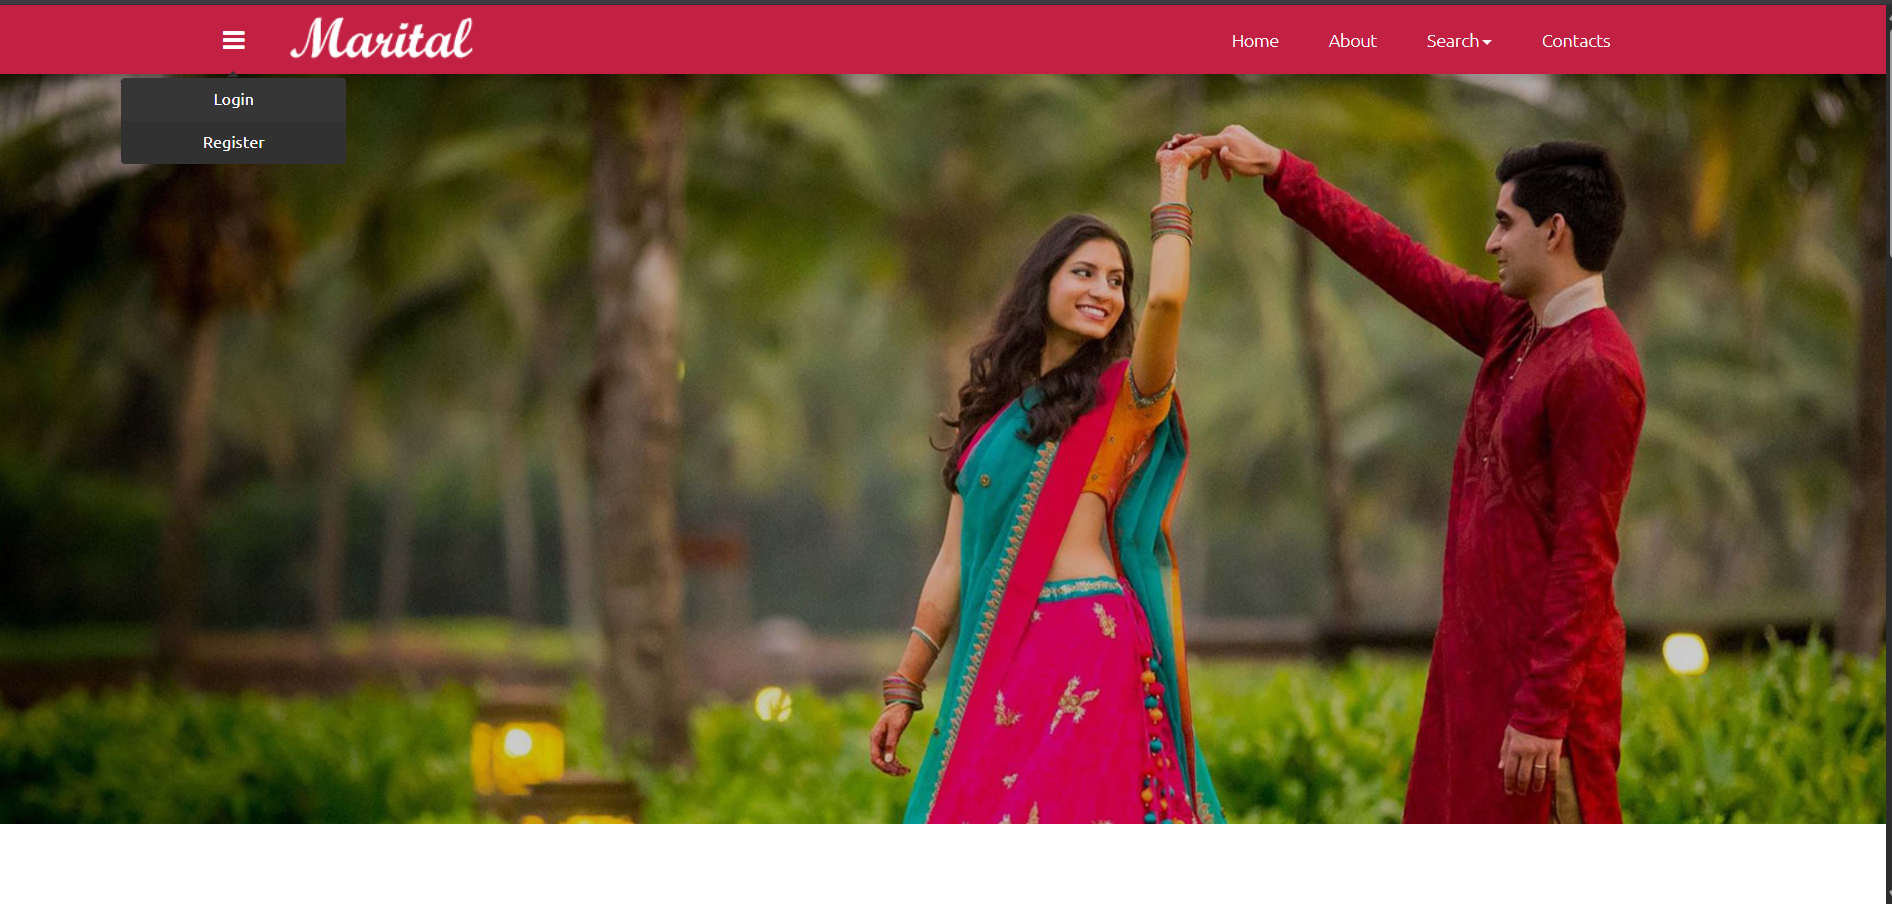 Marital
Home
About
Search
Contacts
Login
Register